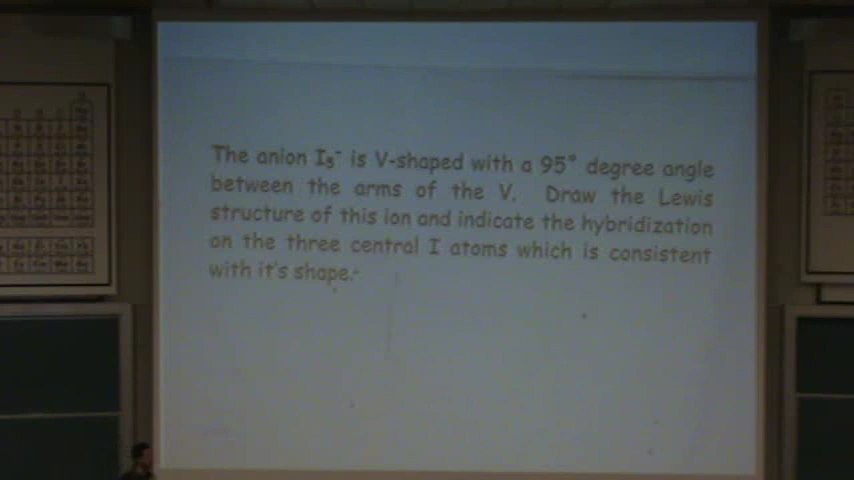 The anion I₅⁻ is V-shaped with a 95° degree angle
between the arms of the V. Draw the Lewis
structure of this ion and indicate the hybridization
on the three central I atoms which is consistent
with it's shape.